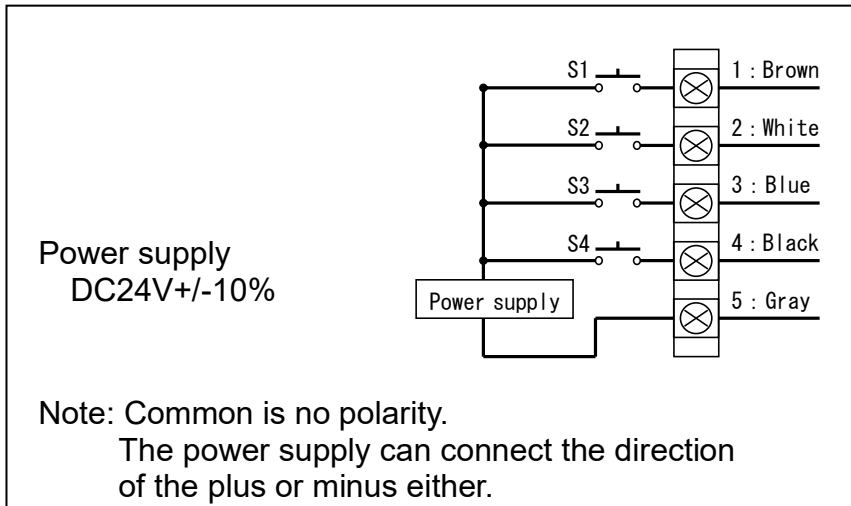 S1
1 : Brown
S2
2 : White
S3
3 : Blue
S4
4 : Black
Power supply
DC24V+/-10%
Power supply
5 : Gray
Note: Common is no polarity.
The power supply can connect the direction
of the plus or minus either.